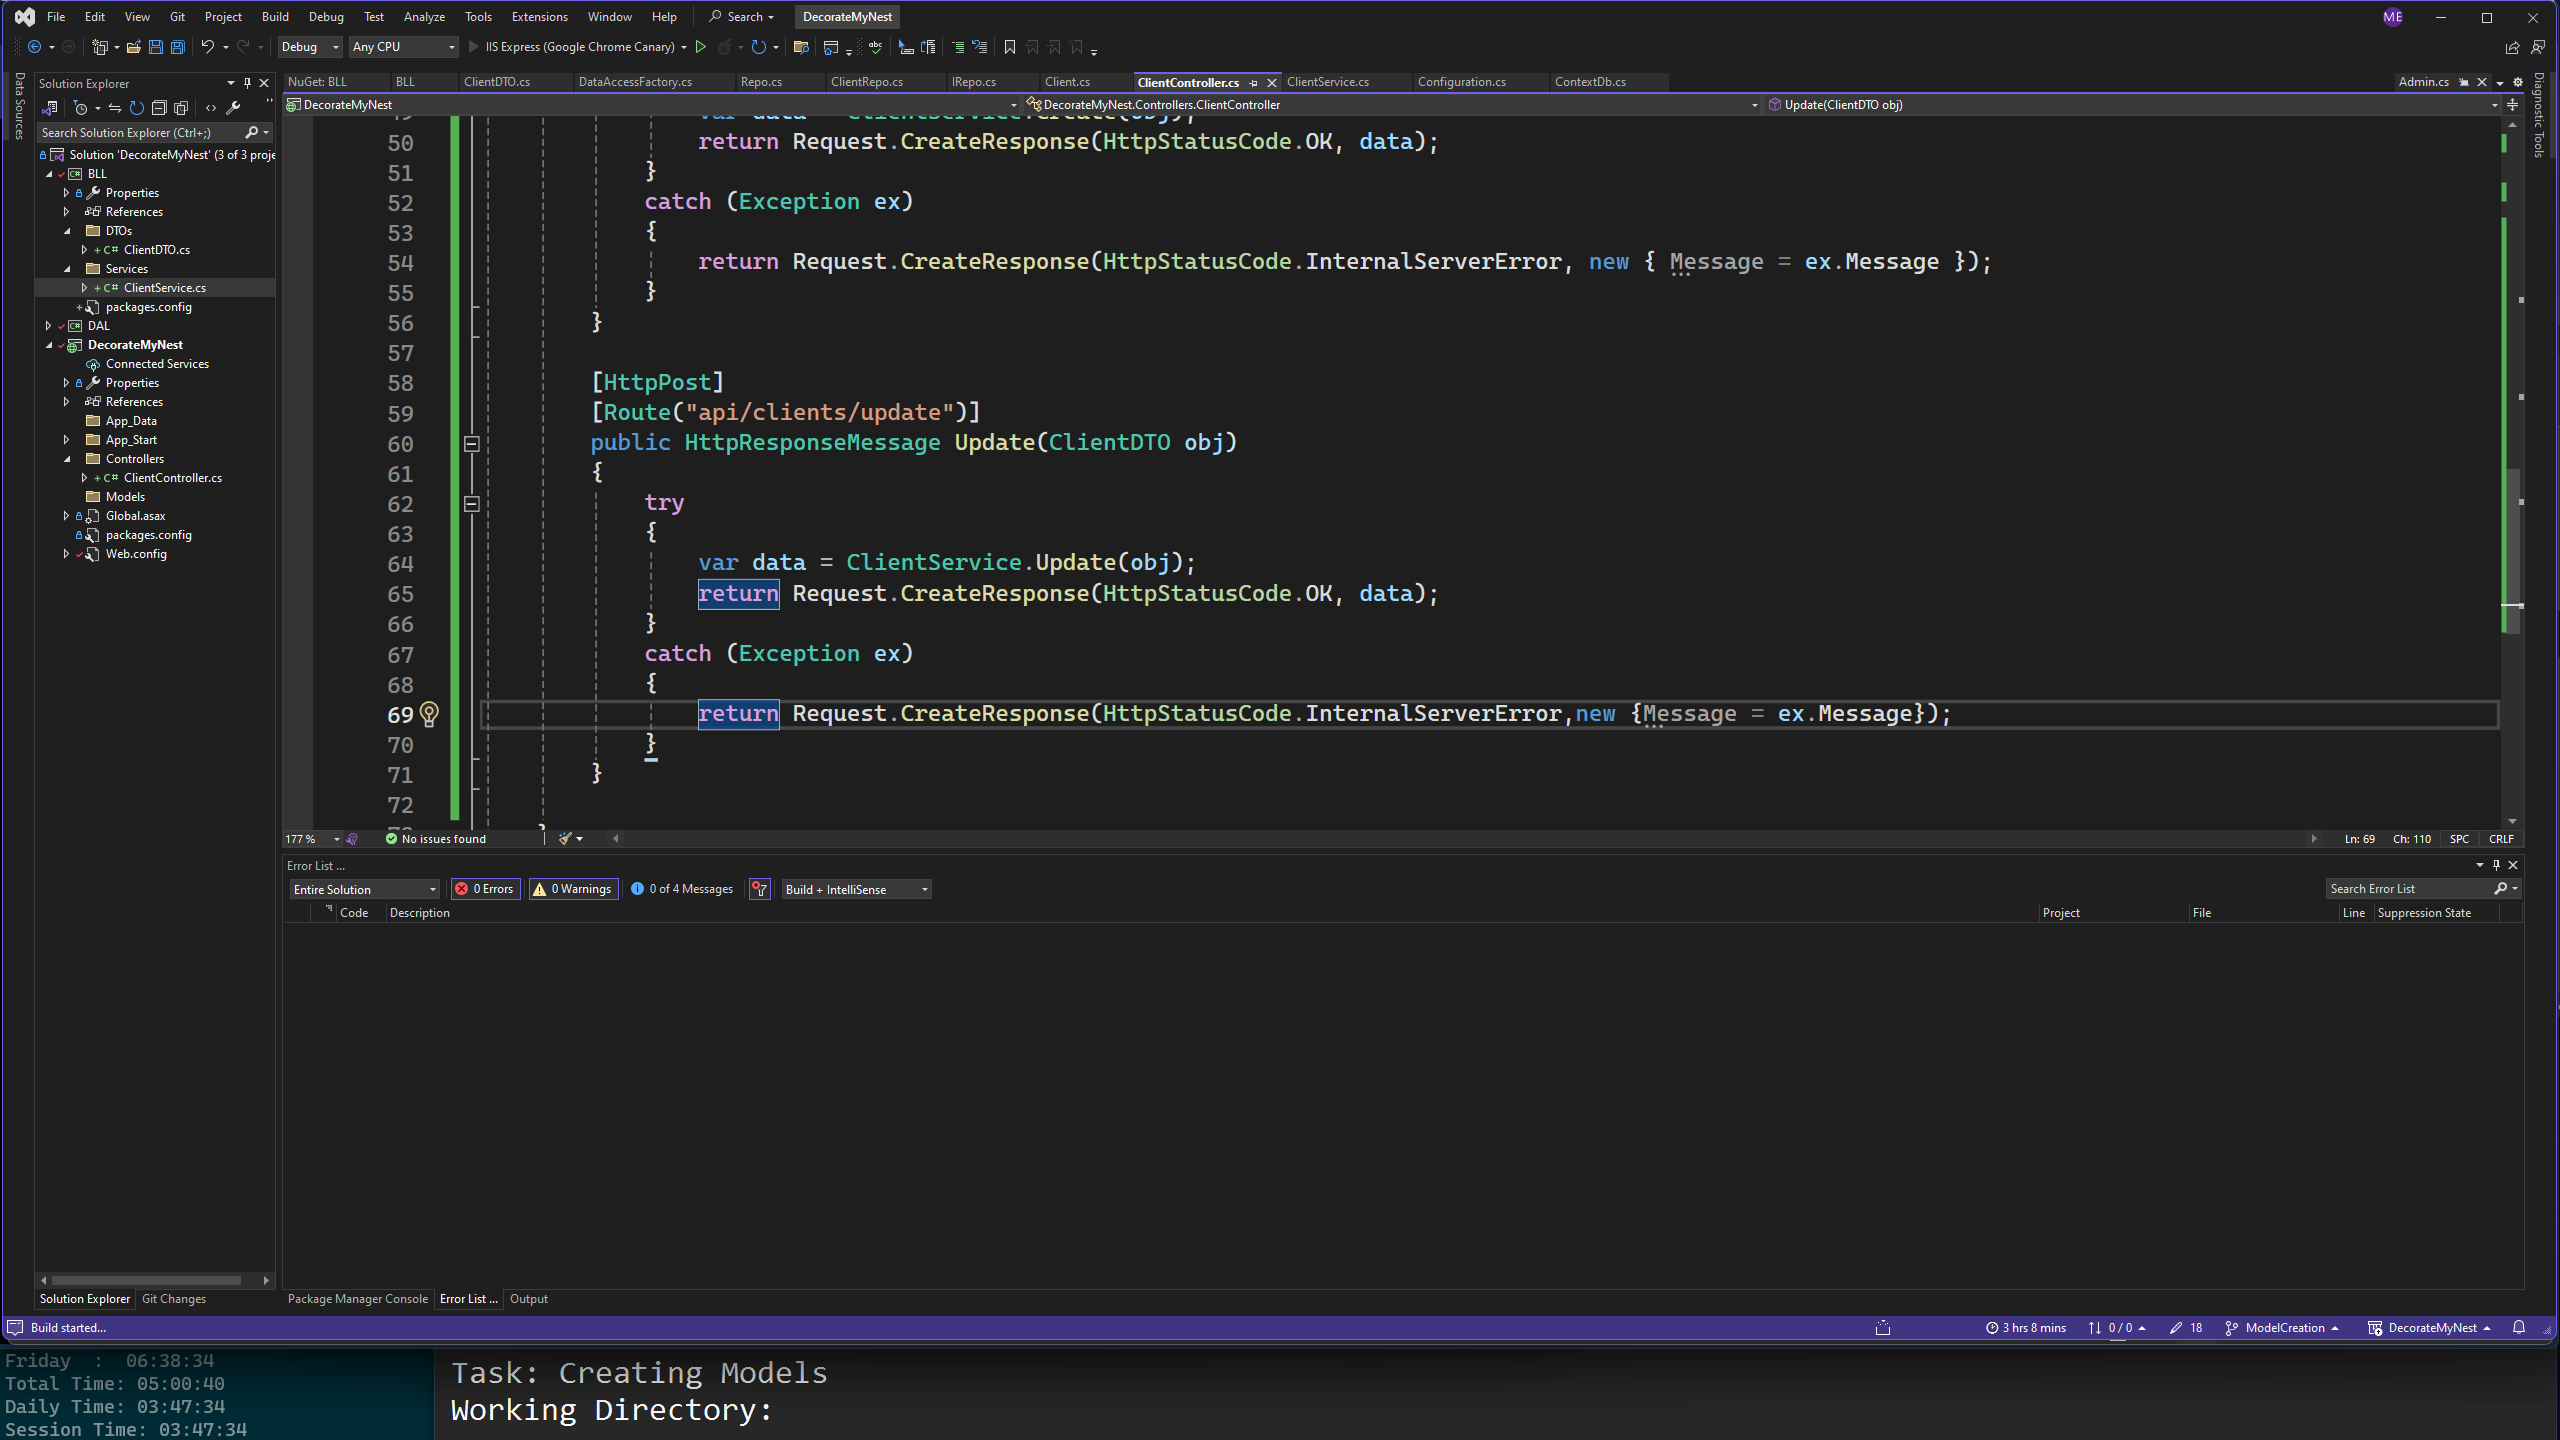 File Edit View Git Project Build Debug Test Analyze Tools Extensions Window Help Search DecorateMyNest ME
Debug Any CPU IIS Express (Google Chrome Canary)
Data Sources
Solution Explorer
Search Solution Explorer (Ctrl+;)
Solution 'DecorateMyNest' (3 of 3 proje
BLL
Properties
References
DTOs
ClientDTO.cs
Services
ClientService.cs
packages.config
DAL
DecorateMyNest
Connected Services
Properties
References
App_Data
App_Start
Controllers
ClientController.cs
Models
Global.asax
packages.config
Web.config
Solution Explorer Git Changes
NuGet: BLL BLL ClientDTO.cs DataAccessFactory.cs Repo.cs ClientRepo.cs IRepo.cs Client.cs ClientController.cs ClientService.cs Configuration.cs ContextDb.cs Admin.cs
DecorateMyNest DecorateMyNest.Controllers.ClientController Update(ClientDTO obj)
Diagnostic Tools
49 var data = ClientService.Create(obj);
50 return Request.CreateResponse(HttpStatusCode.OK, data);
51 }
52 catch (Exception ex)
53 {
54 return Request.CreateResponse(HttpStatusCode.InternalServerError, new { Message = ex.Message });
55 }
56 }
57
58 [HttpPost]
59 [Route("api/clients/update")]
60 public HttpResponseMessage Update(ClientDTO obj)
61 {
62 try
63 {
64 var data = ClientService.Update(obj);
65 return Request.CreateResponse(HttpStatusCode.OK, data);
66 }
67 catch (Exception ex)
68 {
69 return Request.CreateResponse(HttpStatusCode.InternalServerError,new {Message = ex.Message});
70 }
71 }
72
177 % No issues found Ln: 69 Ch: 110 SPC CRLF
Error List ...
Entire Solution 0 Errors 0 Warnings 0 of 4 Messages Build + IntelliSense Search Error List
Code Description Project File Line Suppression State
Package Manager Console Error List ... Output
Build started... 3 hrs 8 mins 0 / 0 18 ModelCreation DecorateMyNest
Friday : 06:38:34
Total Time: 05:00:40
Daily Time: 03:47:34
Session Time: 03:47:34
Task: Creating Models
Working Directory: